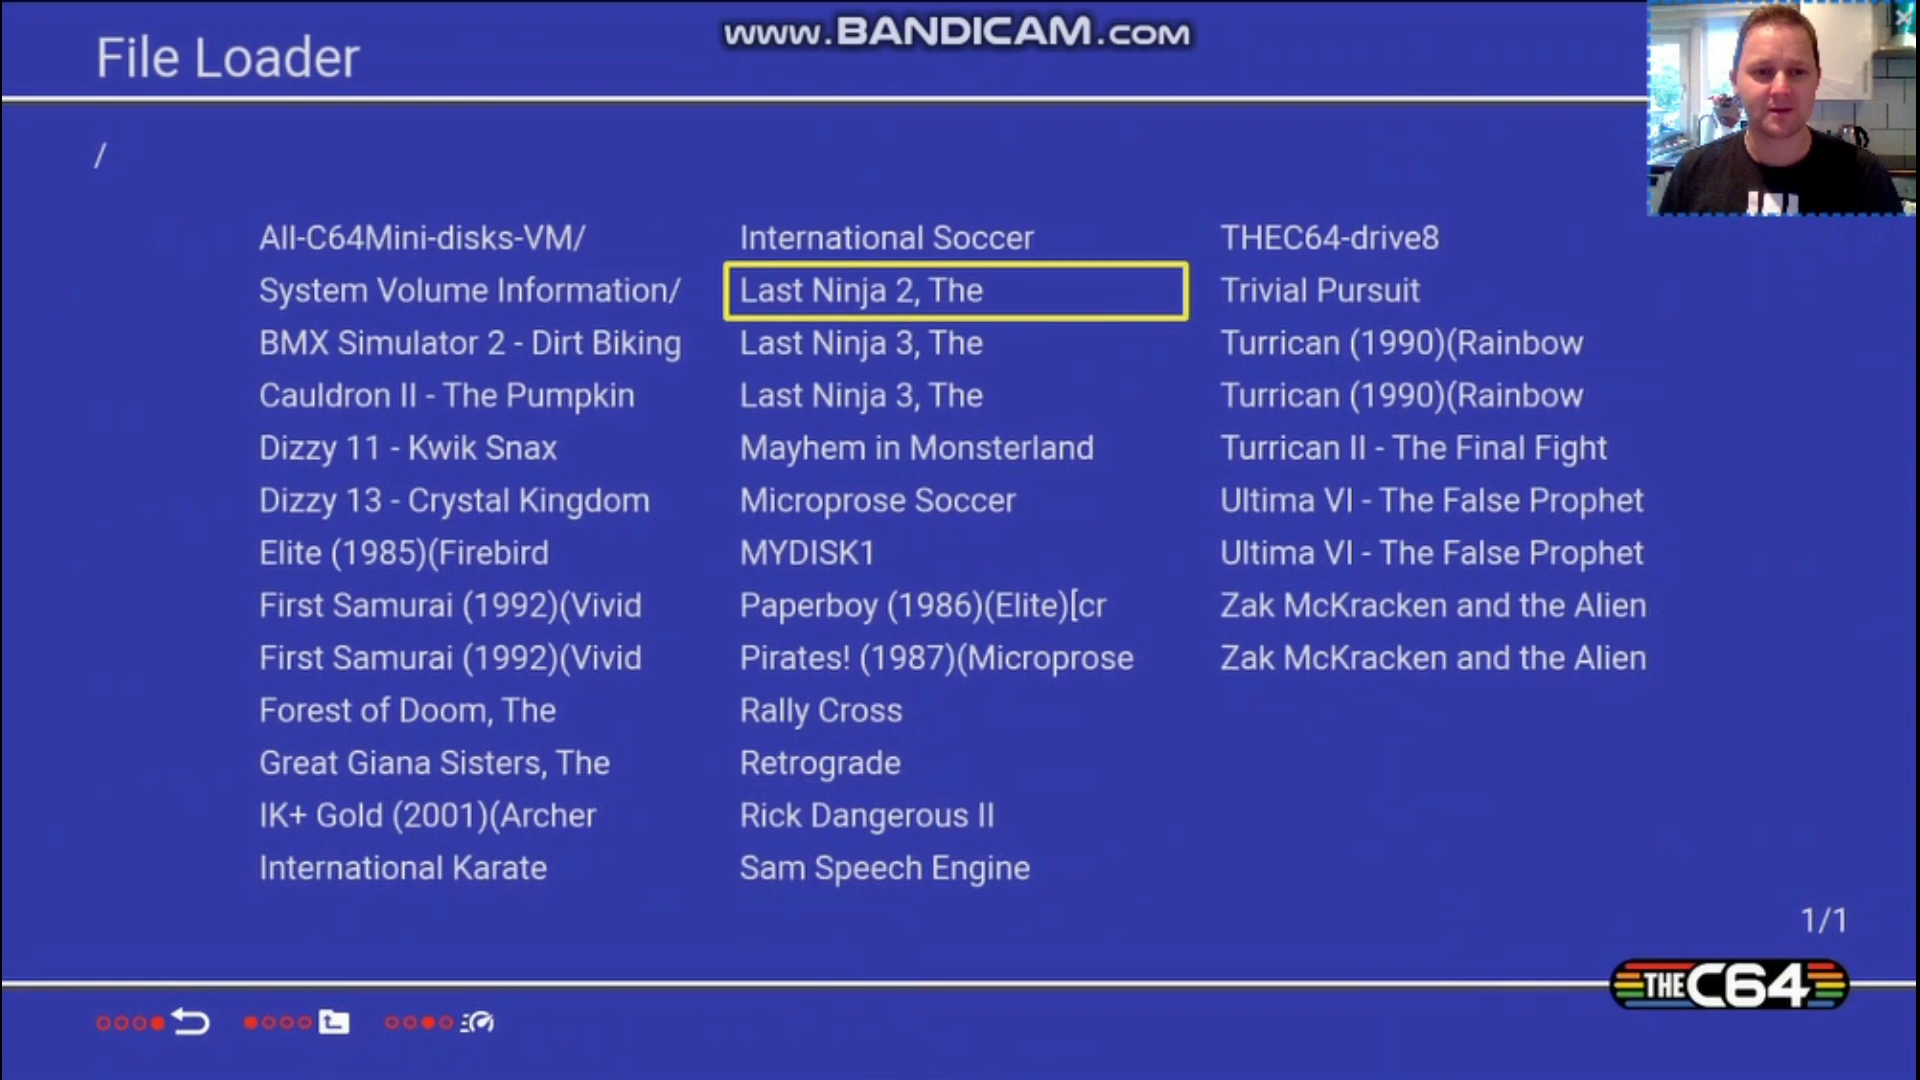 www.BANDICAM.com
File Loader
/
All-C64Mini-disks-VM/
System Volume Information/
BMX Simulator 2 - Dirt Biking
Cauldron II - The Pumpkin
Dizzy 11 - Kwik Snax
Dizzy 13 - Crystal Kingdom
Elite (1985)(Firebird
First Samurai (1992)(Vivid
First Samurai (1992)(Vivid
Forest of Doom, The
Great Giana Sisters, The
IK+ Gold (2001)(Archer
International Karate
International Soccer
Last Ninja 2, The
Last Ninja 3, The
Last Ninja 3, The
Mayhem in Monsterland
Microprose Soccer
MYDISK1
Paperboy (1986)(Elite)[cr
Pirates! (1987)(Microprose
Rally Cross
Retrograde
Rick Dangerous II
Sam Speech Engine
THEC64-drive8
Trivial Pursuit
Turrican (1990)(Rainbow
Turrican (1990)(Rainbow
Turrican II - The Final Fight
Ultima VI - The False Prophet
Ultima VI - The False Prophet
Zak McKracken and the Alien
Zak McKracken and the Alien
1/1
THEC64